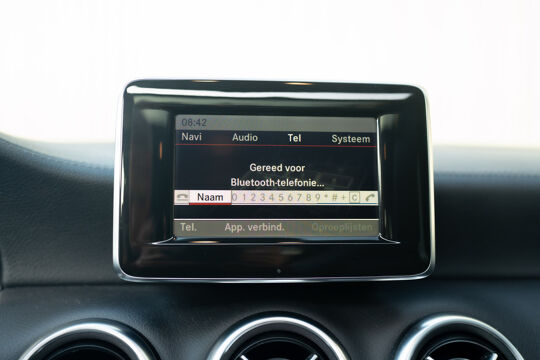 08:42
Navi Audio Tel Systeem
Gereed voor
Bluetooth-telefonie...
Naam 0 1 2 3 4 5 6 7 8 9 * # + C
Tel. App. verbind. Oproeplijsten